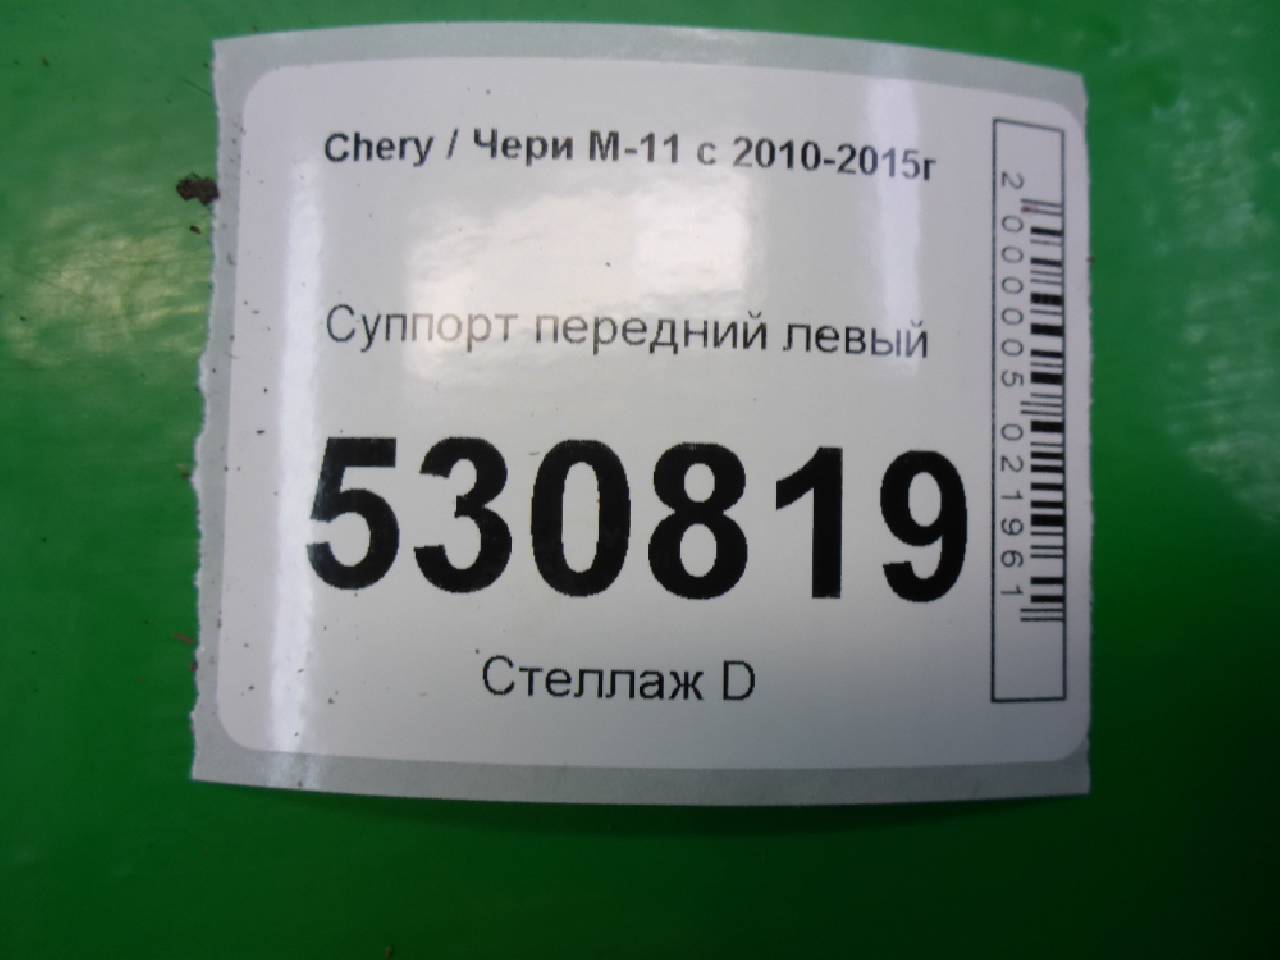 Chery / Чери М-11 с 2010-2015г
Суппорт передний левый
530819
Стеллаж D
2000005021961